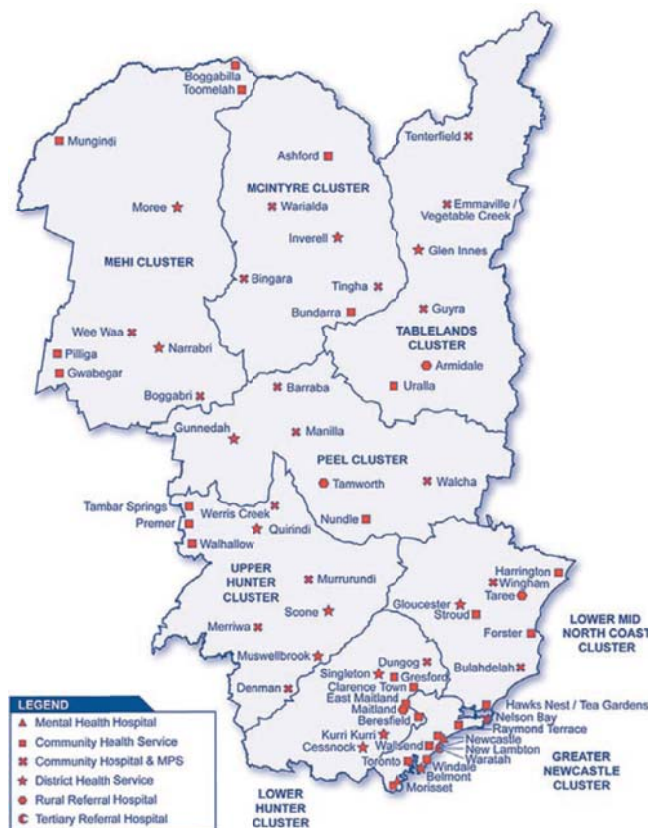 Boggabilla
Toomelah
Mungindi
Tenterfield
Ashford
MCINTYRE CLUSTER
Moree
Warialda
Emmaville /
Vegetable Creek
Inverell
Glen Innes
MEHI CLUSTER
Bingara
Tingha
Bundarra
Guyra
Wee Waa
TABLELANDS
CLUSTER
Narrabri
Pilliga
Armidale
Gwabegar
Uralla
Boggabri
Barraba
Gunnedah
Manilla
PEEL CLUSTER
Tamworth
Walcha
Tambar Springs
Werris Creek
Premer
Quirindi
Nundle
Walhallow
UPPER
HUNTER
CLUSTER
Murrurundi
Harrington
Wingham
Taree
Gloucester
Stroud
Scone
LOWER MID
NORTH COAST
CLUSTER
Merriwa
Forster
Muswellbrook
Dungog
Bulahdelah
Singleton
Gresford
Denman
Clarence Town
East Maitland
Maitland
Beresfield
Hawks Nest / Tea Gardens
Nelson Bay
Raymond Terrace
Kurri Kurri
Cessnock
Wallsend
Newcastle
New Lambton
Waratah
Toronto
Windale
Belmont
Morisset
GREATER
NEWCASTLE
CLUSTER
LOWER
HUNTER
CLUSTER
LEGEND
Mental Health Hospital
Community Health Service
Community Hospital & MPS
District Health Service
Rural Referral Hospital
Tertiary Referral Hospital